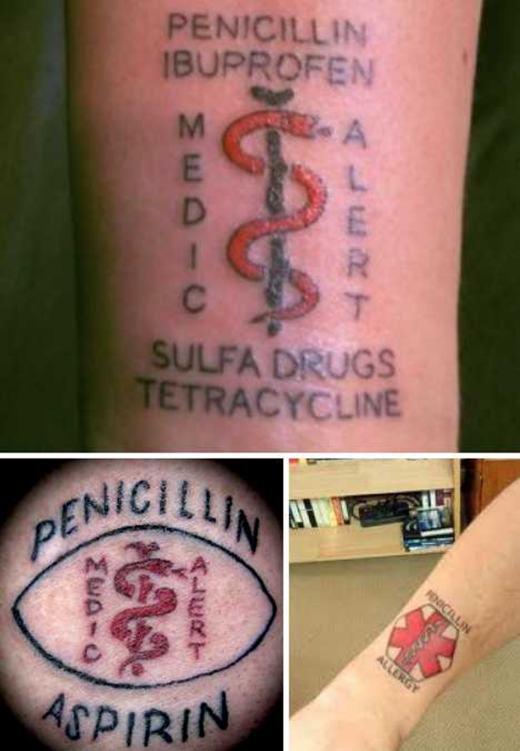 PENICILLIN
IBUPROFEN
MEDIC
ALERT
SULFA DRUGS
TETRACYCLINE
PENICILLIN
MEDIC
ALERT
ASPIRIN
PENICILLIN
ALLERGY